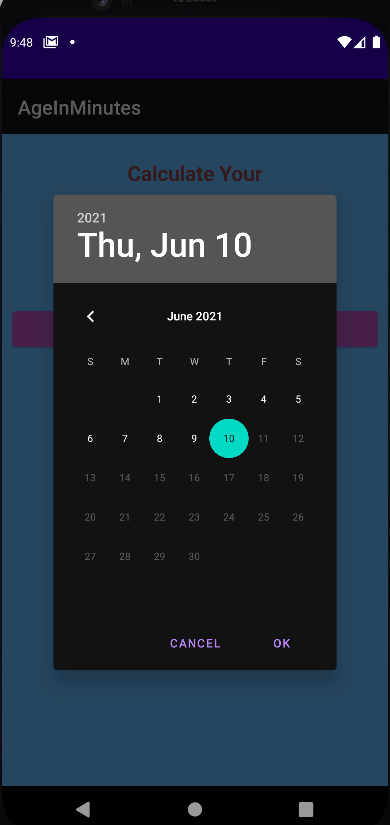 9:48
AgeInMinutes
Calculate Your
2021
Thu, Jun 10
June 2021
S M T W T F S
1 2 3 4 5
6 7 8 9 10 11 12
13 14 15 16 17 18 19
20 21 22 23 24 25 26
27 28 29 30
CANCEL OK